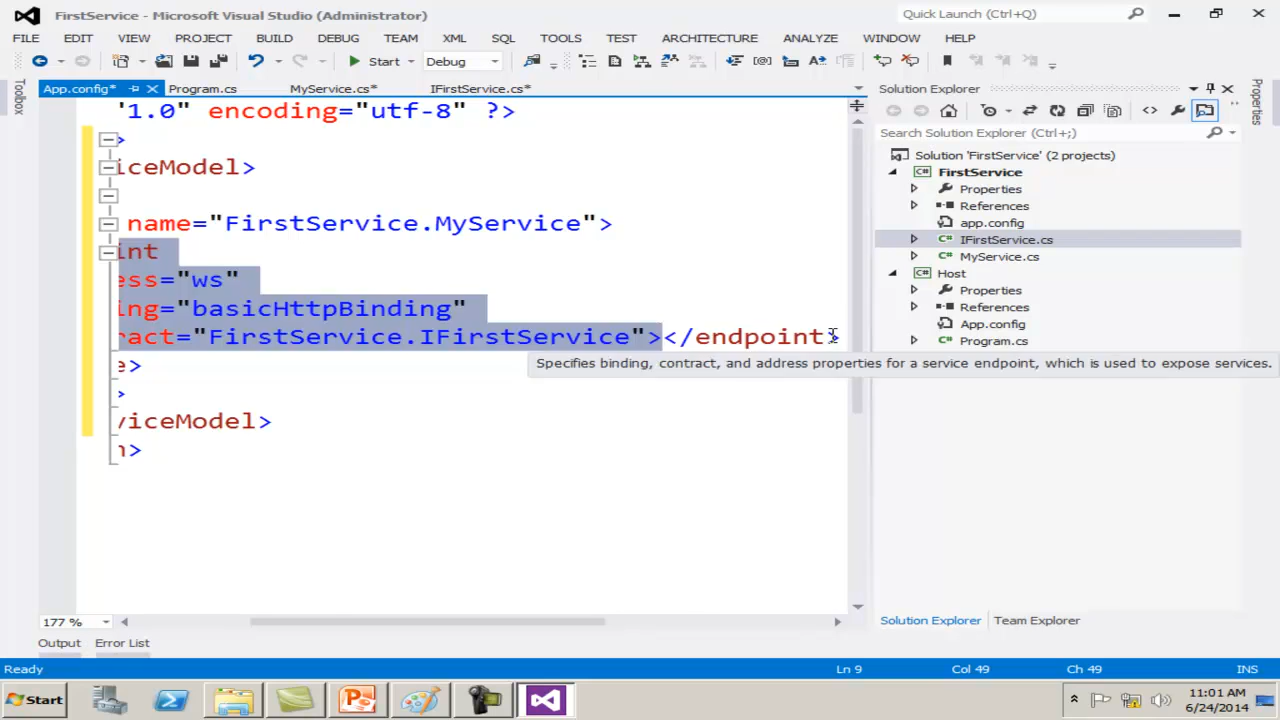 FirstService - Microsoft Visual Studio (Administrator)
Quick Launch (Ctrl+Q)
FILE EDIT VIEW PROJECT BUILD DEBUG TEAM XML SQL TOOLS TEST ARCHITECTURE ANALYZE WINDOW HELP
Start Debug
Toolbox
App.config* Program.cs MyService.cs* IFirstService.cs*
'1.0" encoding="utf-8" ?>
>
iceModel>
name="FirstService.MyService">
int
ess="ws"
ing="basicHttpBinding"
ract="FirstService.IFirstService"></endpoint>
Specifies binding, contract, and address properties for a service endpoint, which is used to expose services.
e>
>
viceModel>
n>
177 %
Output Error List
Solution Explorer
Search Solution Explorer (Ctrl+;)
Solution 'FirstService' (2 projects)
C# FirstService
Properties
References
app.config
C# IFirstService.cs
C# MyService.cs
C# Host
Properties
References
App.config
C# Program.cs
Solution Explorer Team Explorer
Properties
Ready Ln 9 Col 49 Ch 49 INS
Start
11:01 AM
6/24/2014